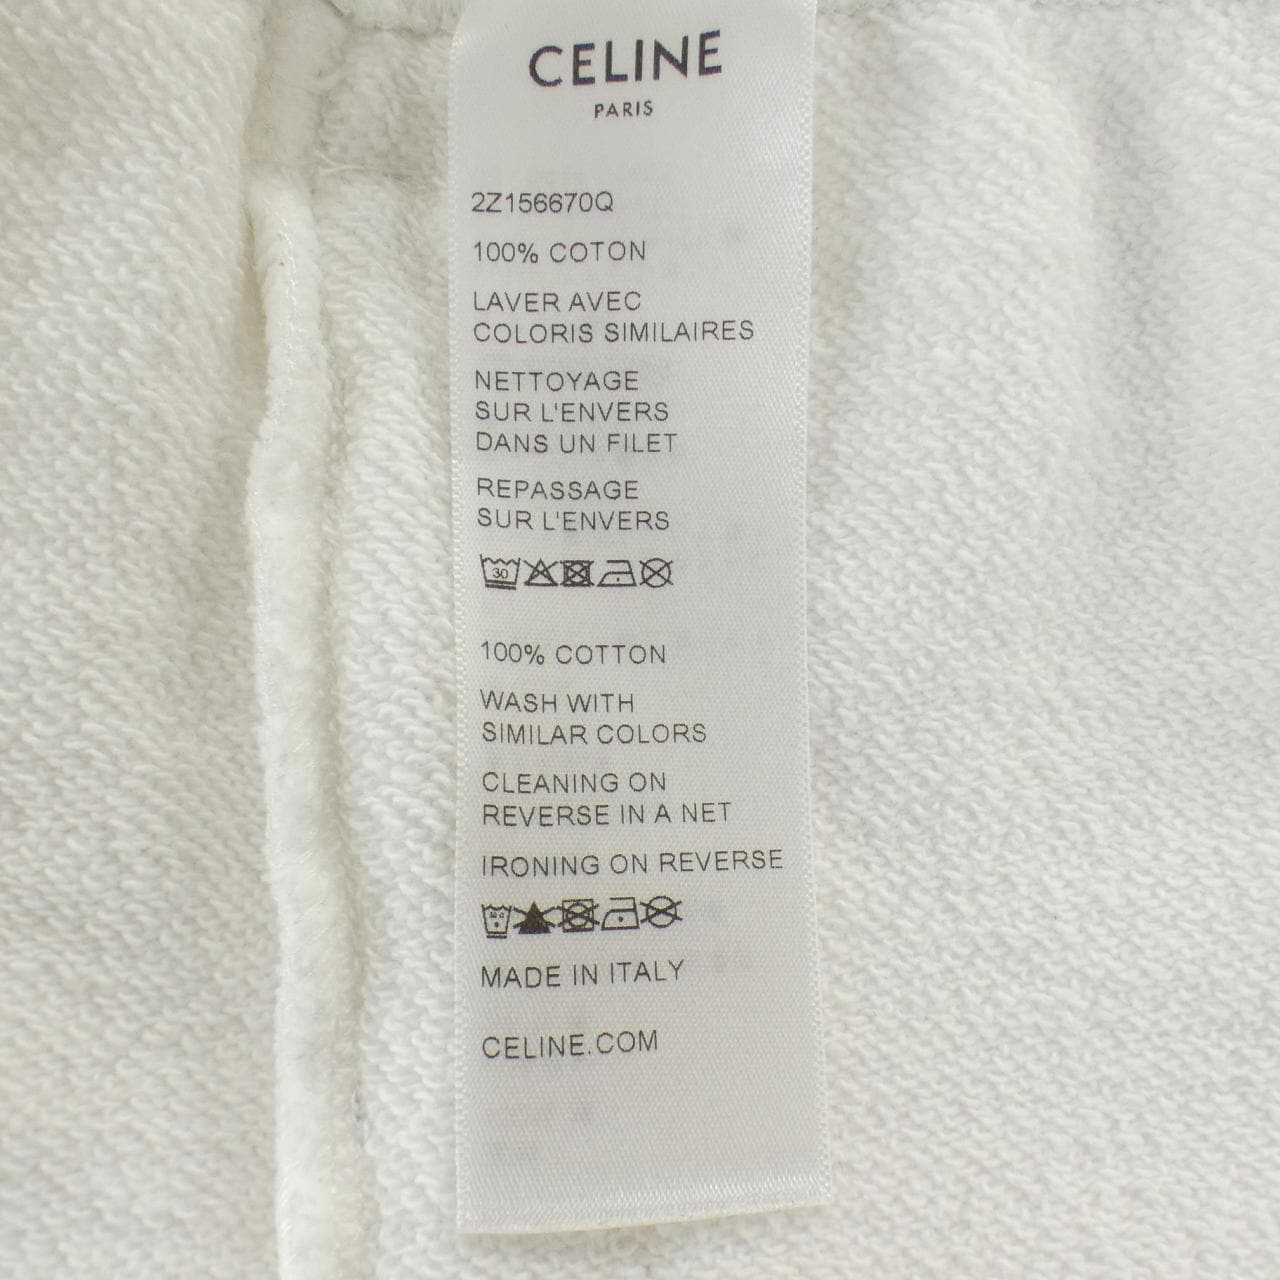 CELINE
PARIS
2Z156670Q
100% COTON
LAVER AVEC
COLORIS SIMILAIRES
NETTOYAGE
SUR L'ENVERS
DANS UN FILET
REPASSAGE
SUR L'ENVERS
30
100% COTTON
WASH WITH
SIMILAR COLORS
CLEANING ON
REVERSE IN A NET
IRONING ON REVERSE
MADE IN ITALY
CELINE.COM